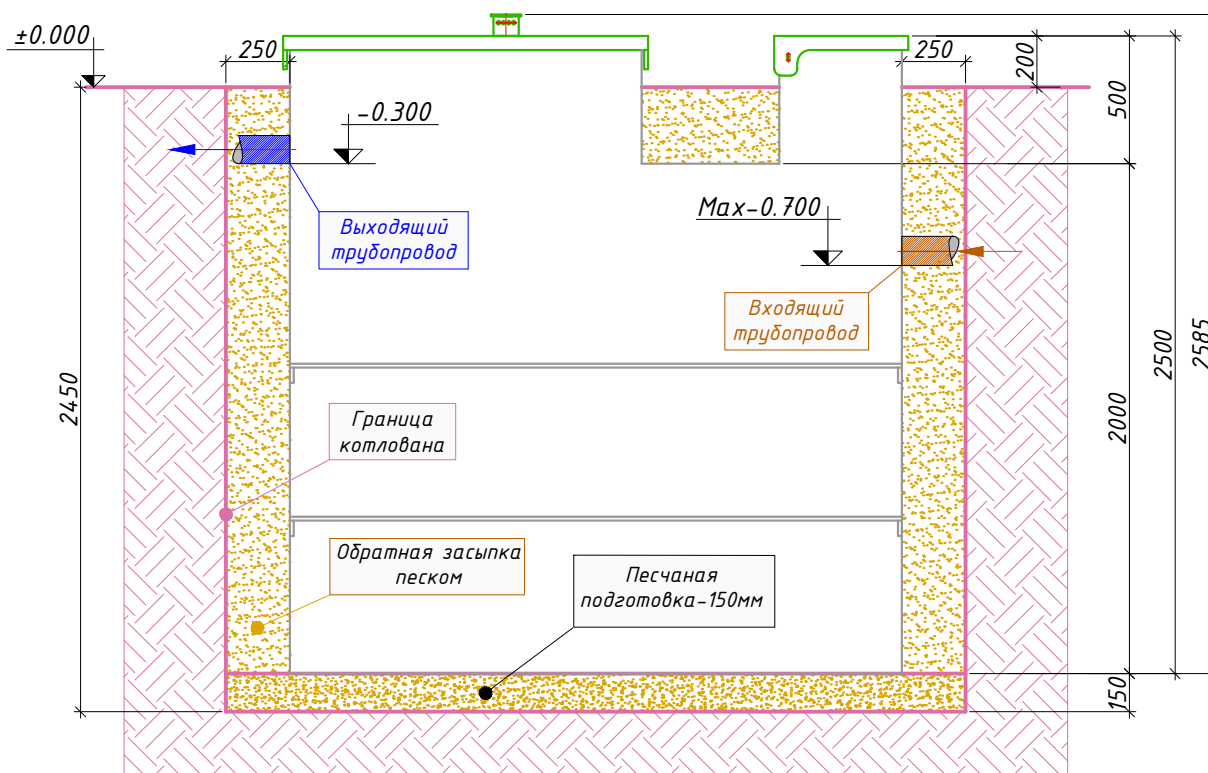 ±0.000
250
250
200
500
-0.300
Max-0.700
Выходящий
трубопровод
Входящий
трубопровод
2585
2500
2450
2000
Граница
котлована
Обратная засыпка
песком
Песчаная
подготовка-150мм
150